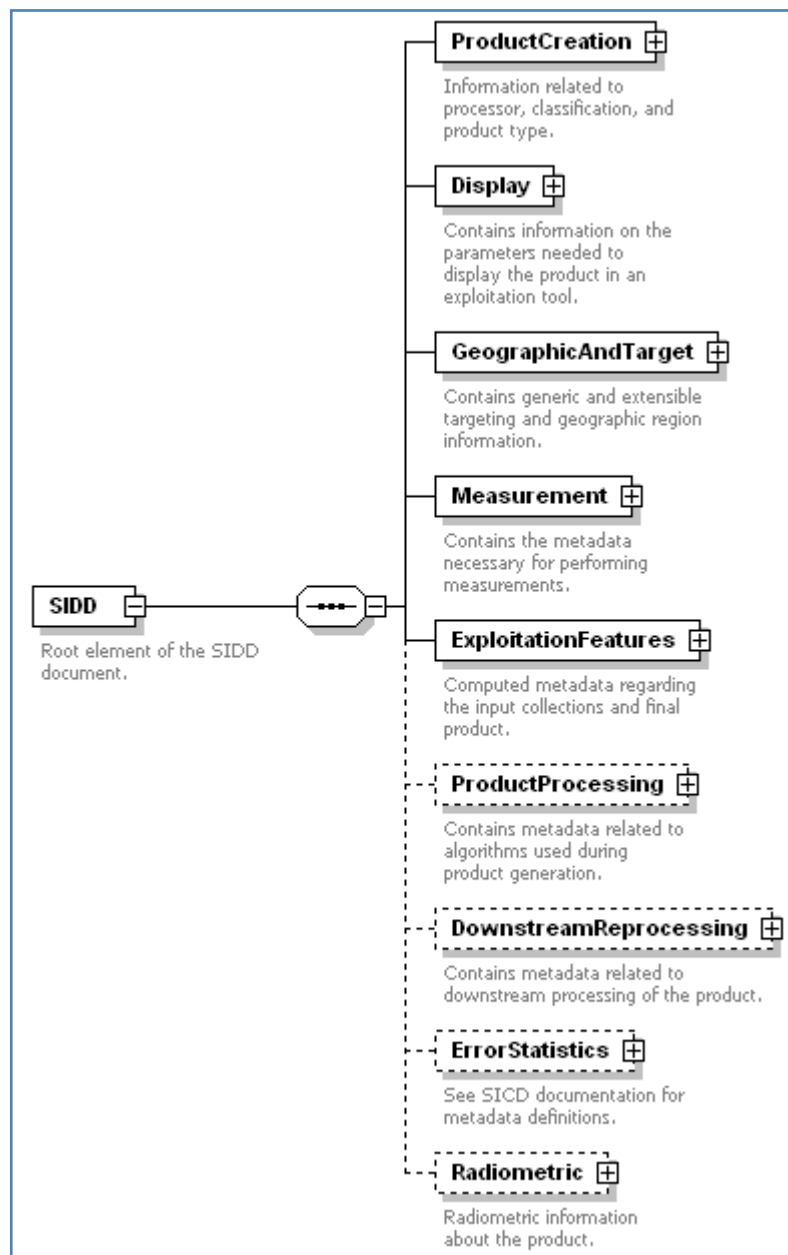 ProductCreation
Information related to
processor, classification, and
product type.
Display
Contains information on the
parameters needed to
display the product in an
exploitation tool.
GeographicAndTarget
Contains generic and extensible
targeting and geographic region
information.
Measurement
Contains the metadata
necessary for performing
measurements.
SIDD
Root element of the SIDD
document.
ExploitationFeatures
Computed metadata regarding
the input collections and final
product.
ProductProcessing
Contains metadata related to
algorithms used during
product generation.
DownstreamReprocessing
Contains metadata related to
downstream processing of the product.
ErrorStatistics
See SICD documentation for
metadata definitions.
Radiometric
Radiometric information
about the product.